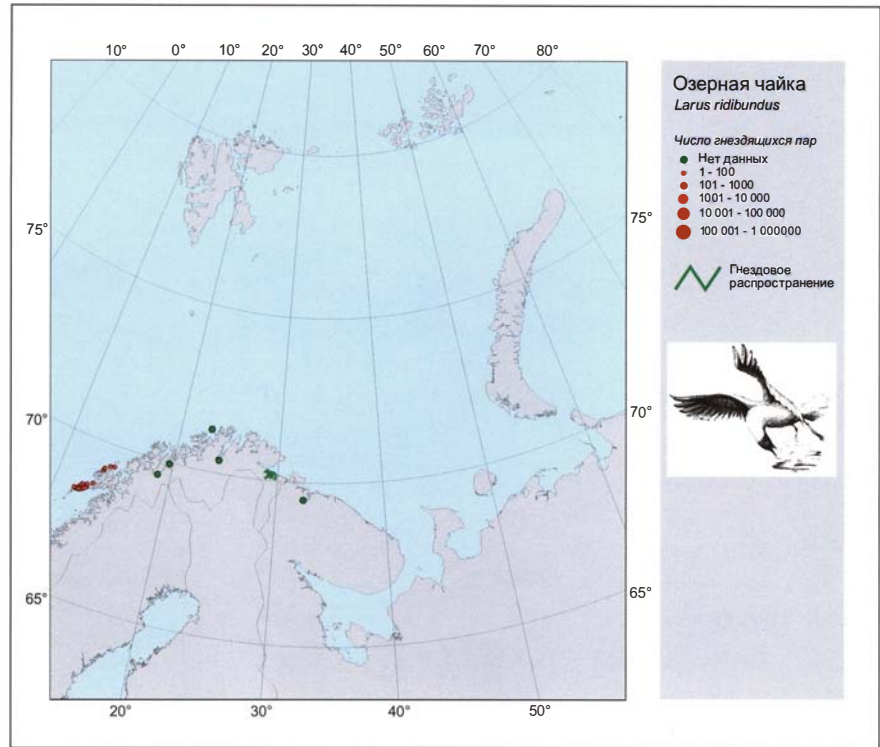 10° 0° 10° 20° 30° 40° 50° 60° 70° 80°
75° 75°
70° 70°
65° 65°
20° 30° 40° 50°
Озерная чайка
Larus ridibundus
Число гнездящихся пар
Нет данных
1 - 100
101 - 1000
1001 - 10 000
10 001 - 100 000
100 001 - 1 000000
Гнездовое
распространение